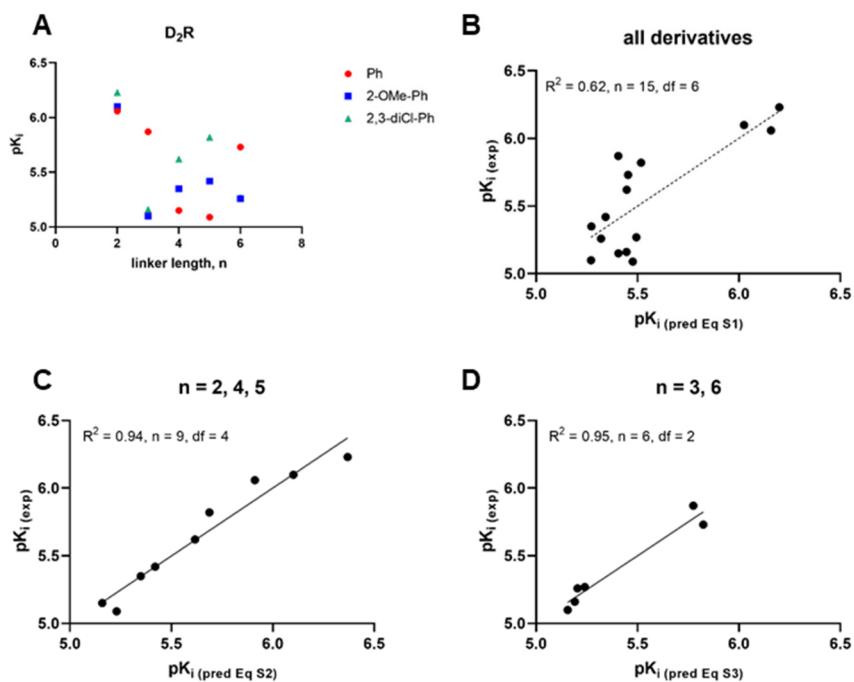 A
D₂R
pKᵢ
6.5
6.0
5.5
5.0
0
2
4
6
8
linker length, n
Ph
2-OMe-Ph
2,3-diCl-Ph
B
all derivatives
R² = 0.62, n = 15, df = 6
pKᵢ (exp)
6.5
6.0
5.5
5.0
5.0
5.5
6.0
6.5
pKᵢ (pred Eq S1)
C
n = 2, 4, 5
R² = 0.94, n = 9, df = 4
pKᵢ (exp)
6.5
6.0
5.5
5.0
5.0
5.5
6.0
6.5
pKᵢ (pred Eq S2)
D
n = 3, 6
R² = 0.95, n = 6, df = 2
pKᵢ (exp)
6.5
6.0
5.5
5.0
5.0
5.5
6.0
6.5
pKᵢ (pred Eq S3)